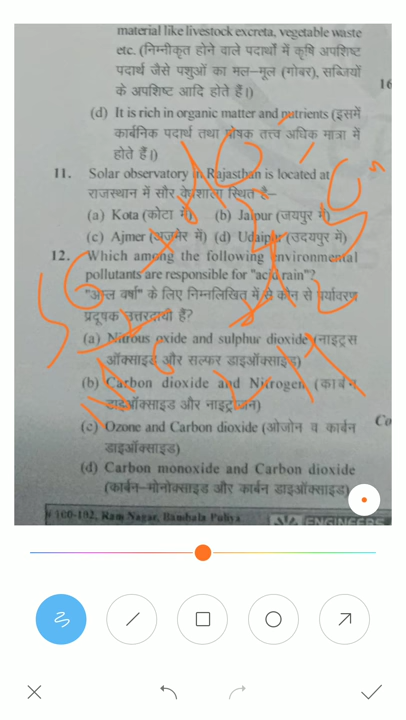 material like livestock excreta, vegetable waste
etc. (निम्नीकृत होने वाले पदार्थों में कृषि अपशिष्ट
पदार्थ जैसे पशुओं का मल–मूल (गोबर), सब्जियों
के अपशिष्ट आदि होते हैं।)
16
(d) It is rich in organic matter and nutrients (इसमें
कार्बनिक पदार्थ तथा पोषक तत्त्व अधिक मात्रा में
होते हैं।)
11. Solar observatory in Rajasthan is located at
राजस्थान में सौर वेधशाला स्थित है–
(a) Kota (कोटा में) (b) Jaipur (जयपुर में)
(c) Ajmer (अजमेर में) (d) Udaipur (उदयपुर में)
12. Which among the following environmental
pollutants are responsible for "acid rain"?
"अम्ल वर्षा" के लिए निम्नलिखित में से कौन से पर्यावरण
प्रदूषक उत्तरदायी हैं?
(a) Nitrous oxide and sulphur dioxide (नाइट्रस
ऑक्साइड और सल्फर डाइऑक्साइड)
(b) Carbon dioxide and Nitrogen (कार्बन
डाइऑक्साइड और नाइट्रोजन)
(c) Ozone and Carbon dioxide (ओजोन व कार्बन
डाइऑक्साइड)
Co
(d) Carbon monoxide and Carbon dioxide
(कार्बन–मोनोक्साइड और कार्बन डाइऑक्साइड)
100-102, Ram Nagar, Bambala Puliya
ENGINEERS